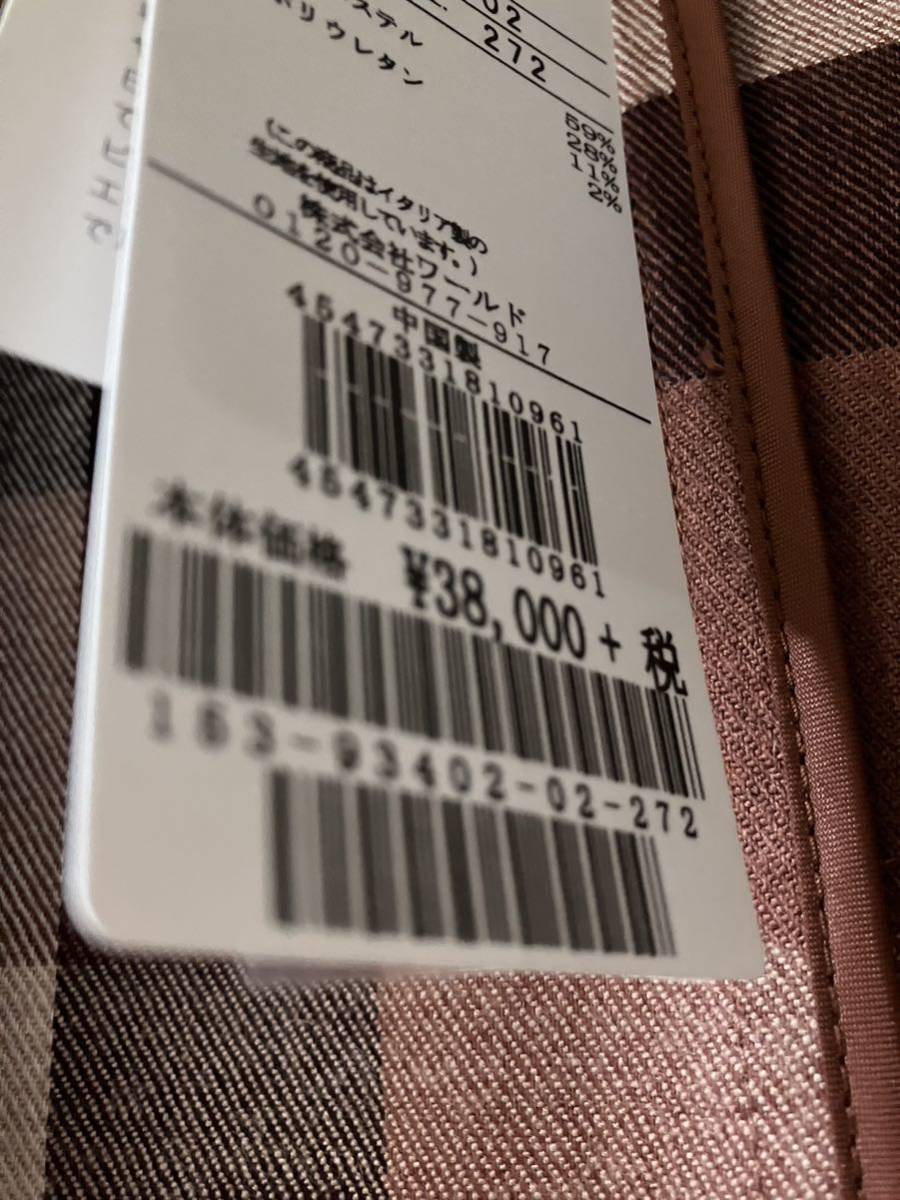 02
272
ステル
ポリウレタン
59%
28%
11%
2%
(この商品はイタリア製の
生地を使用しています。)
株式会社ワールド
0120-977-917
中国製
4547331810961
4547331810961
本体価格 ¥38,000 + 税
163-93402-02-272